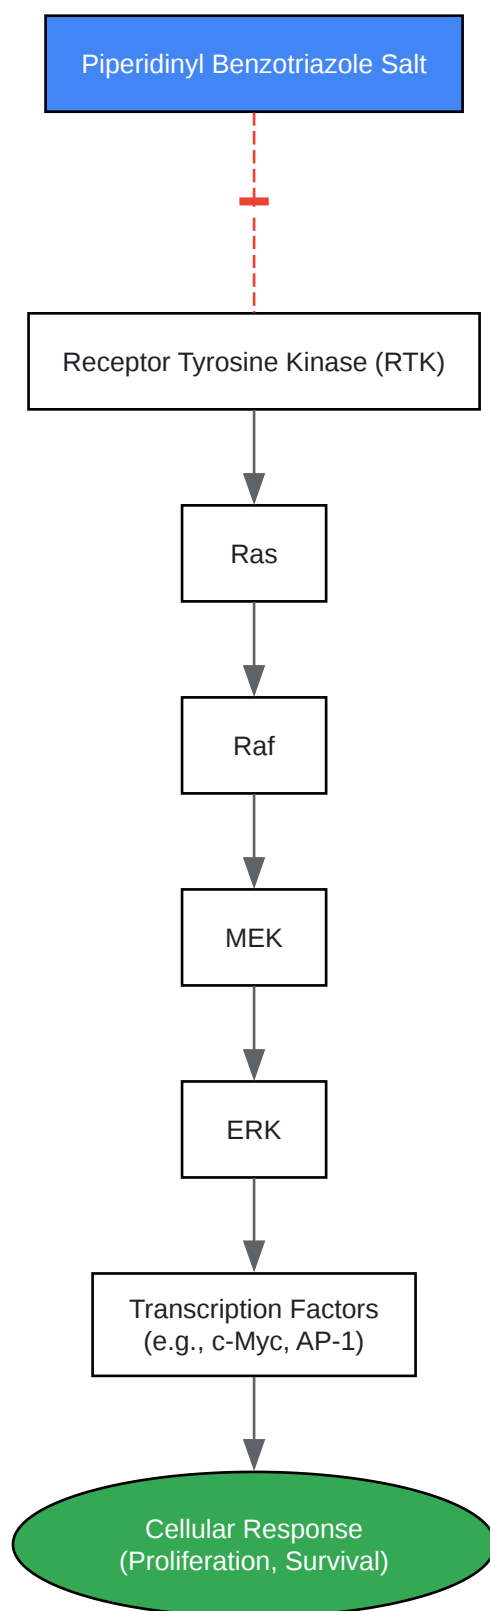 Piperidinyl Benzotriazole Salt
Receptor Tyrosine Kinase (RTK)
Ras
Raf
MEK
ERK
Transcription Factors
(e.g., c-Myc, AP-1)
Cellular Response
(Proliferation, Survival)